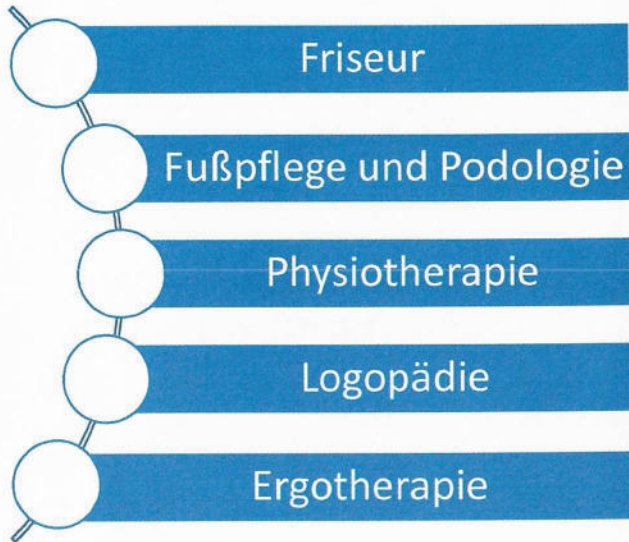 Friseur
Fußpflege und Podologie
Physiotherapie
Logopädie
Ergotherapie